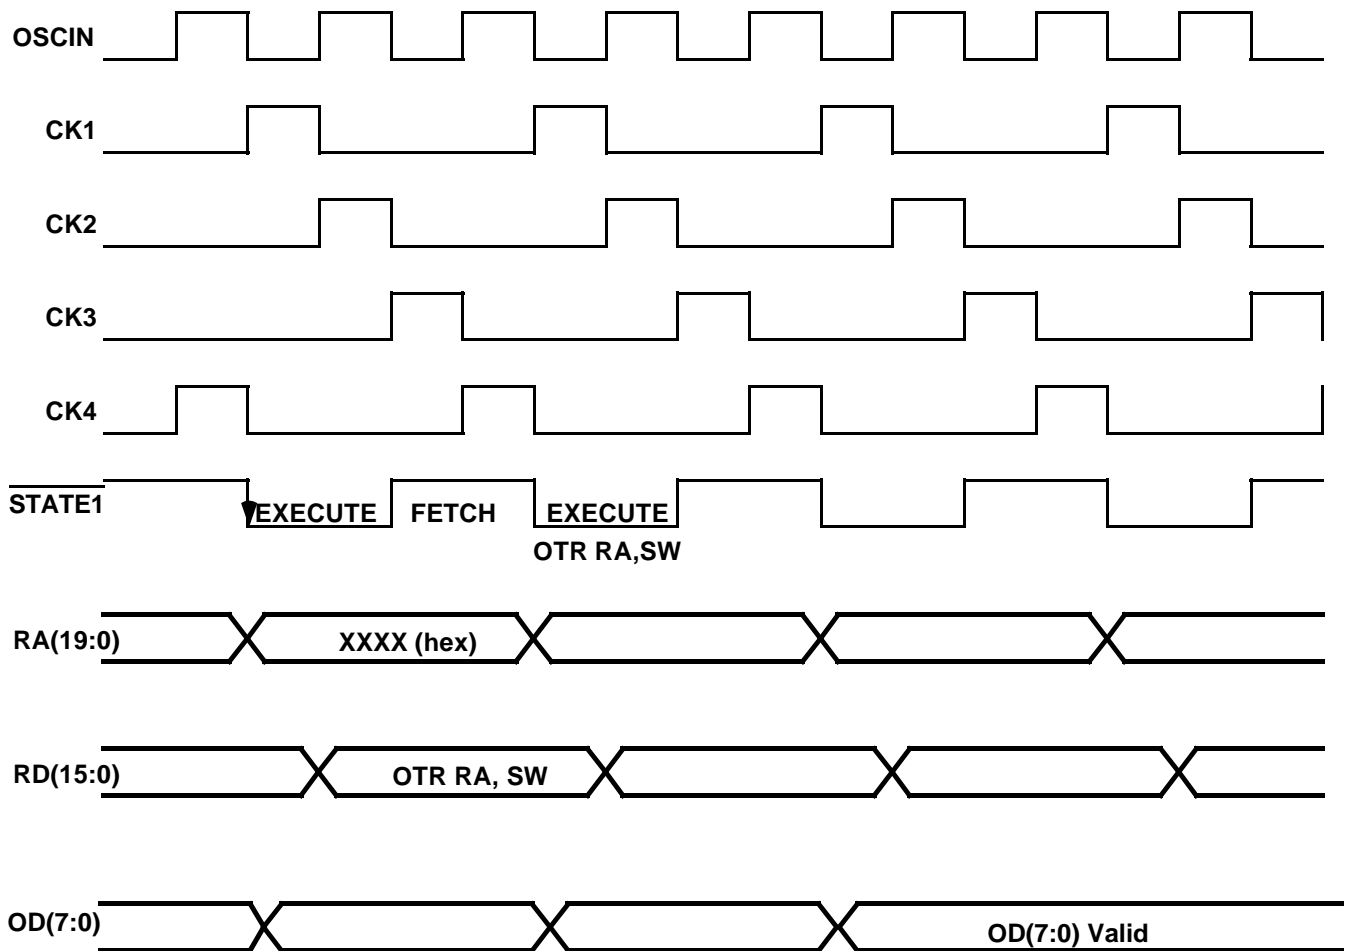 OSCIN
CK1
CK2
CK3
CK4
STATE1
EXECUTE FETCH EXECUTE
OTR RA,SW
RA(19:0) XXXX (hex)
RD(15:0) OTR RA, SW
OD(7:0) OD(7:0) Valid